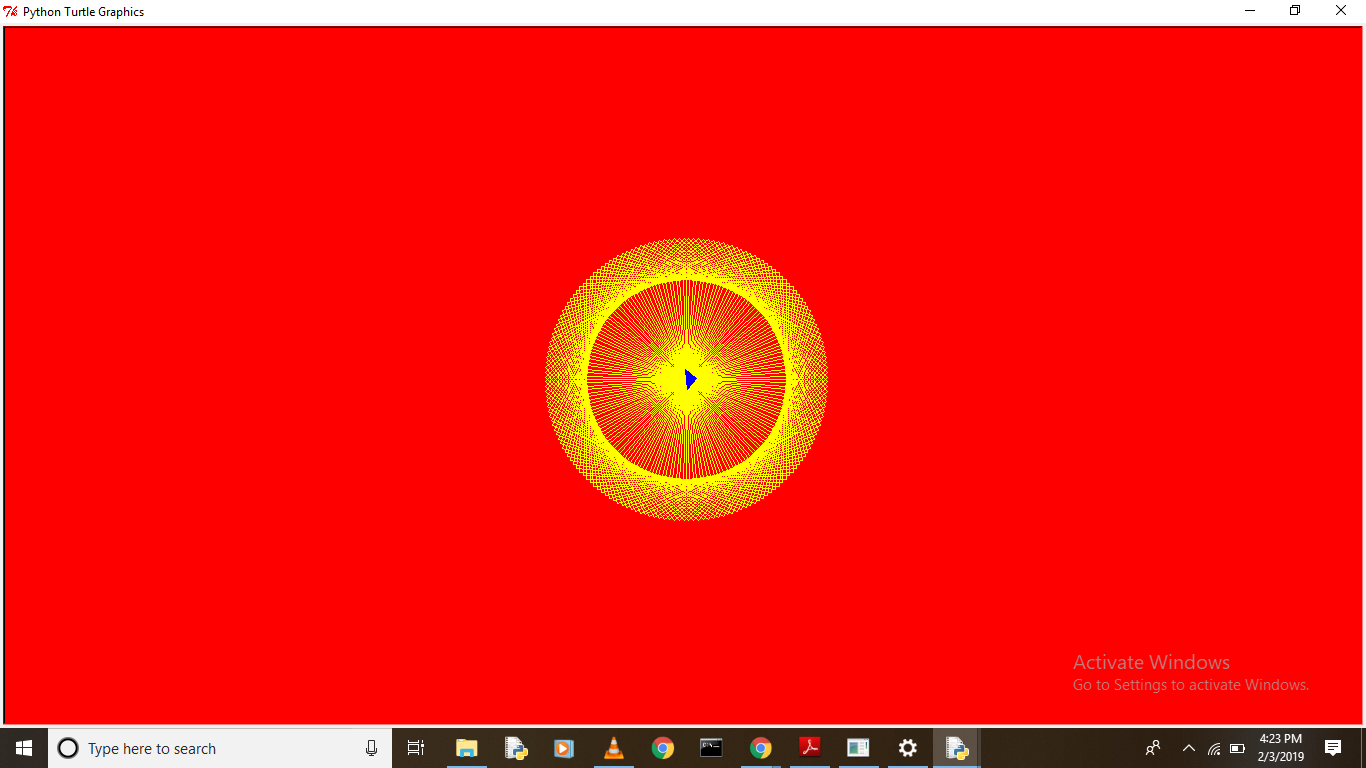 Python Turtle Graphics
Activate Windows
Go to Settings to activate Windows.
Type here to search
4:23 PM
2/3/2019